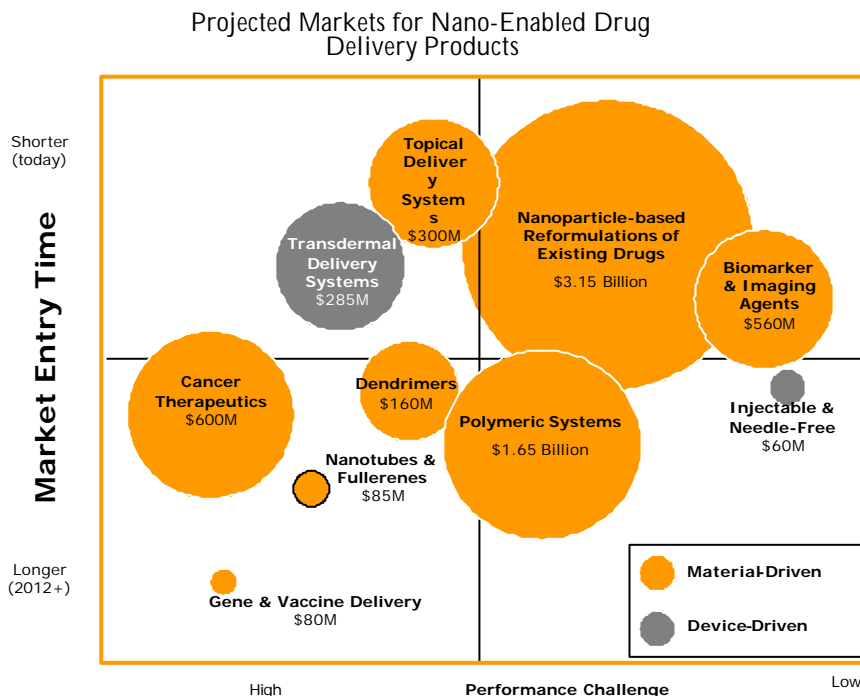 Projected Markets for Nano-Enabled Drug
Delivery Products
Shorter
(today)
Market Entry Time
Longer
(2012+)
Topical
Deliver
y
System
s
$300M
Transdermal
Delivery
Systems
$285M
Nanoparticle-based
Reformulations of
Existing Drugs
$3.15 Billion
Biomarker
& Imaging
Agents
$560M
Cancer
Therapeutics
$600M
Dendrimers
$160M
Polymeric Systems
$1.65 Billion
Injectable &
Needle-Free
$60M
Nanotubes &
Fullerenes
$85M
Gene & Vaccine Delivery
$80M
Material-Driven
Device-Driven
High
Performance Challenge
Low